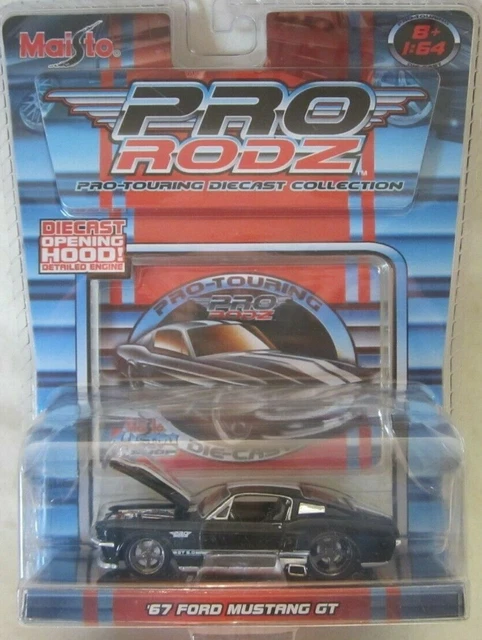 Maisto®
8+
1:64
PRO
RODZ™
PRO-TOURING DIECAST COLLECTION
DIECAST
OPENING
HOOD!
DETAILED ENGINE
PRO-TOURING
PRO
RODZ
DIE-CAST
'67 FORD MUSTANG GT